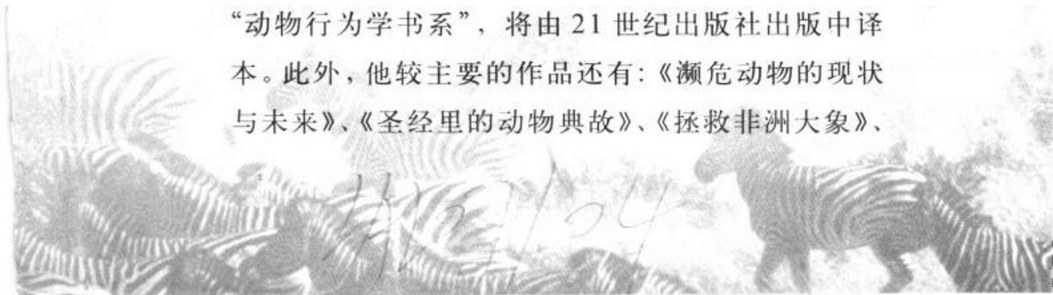 “动物行为学书系”，将由 21 世纪出版社出版中译
本。此外，他较主要的作品还有：《濒危动物的现状
与未来》、《圣经里的动物典故》、《拯救非洲大象》、